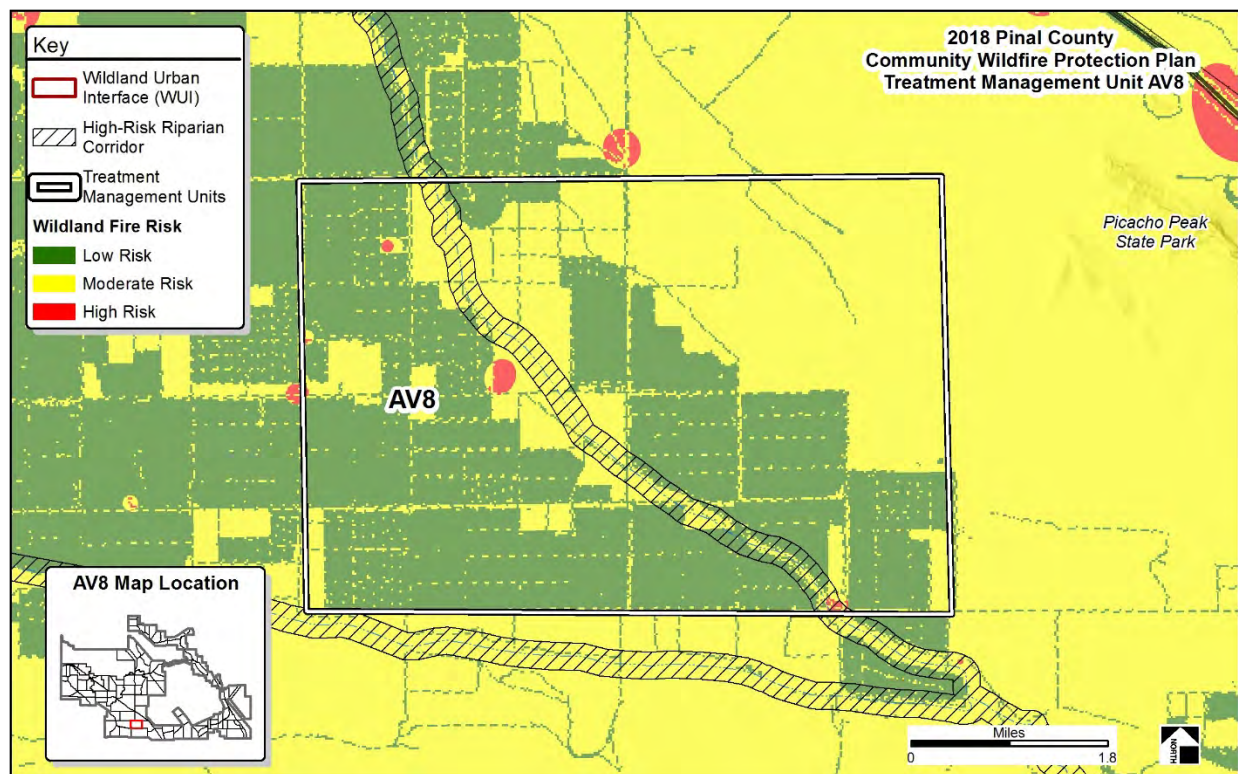 Key
Wildland Urban
Interface (WUI)
High-Risk Riparian
Corridor
Treatment
Management Units
Wildland Fire Risk
Low Risk
Moderate Risk
High Risk
2018 Pinal County
Community Wildfire Protection Plan
Treatment Management Unit AV8
Picacho Peak
State Park
AV8
AV8 Map Location
Miles
0
1.8
NORTH